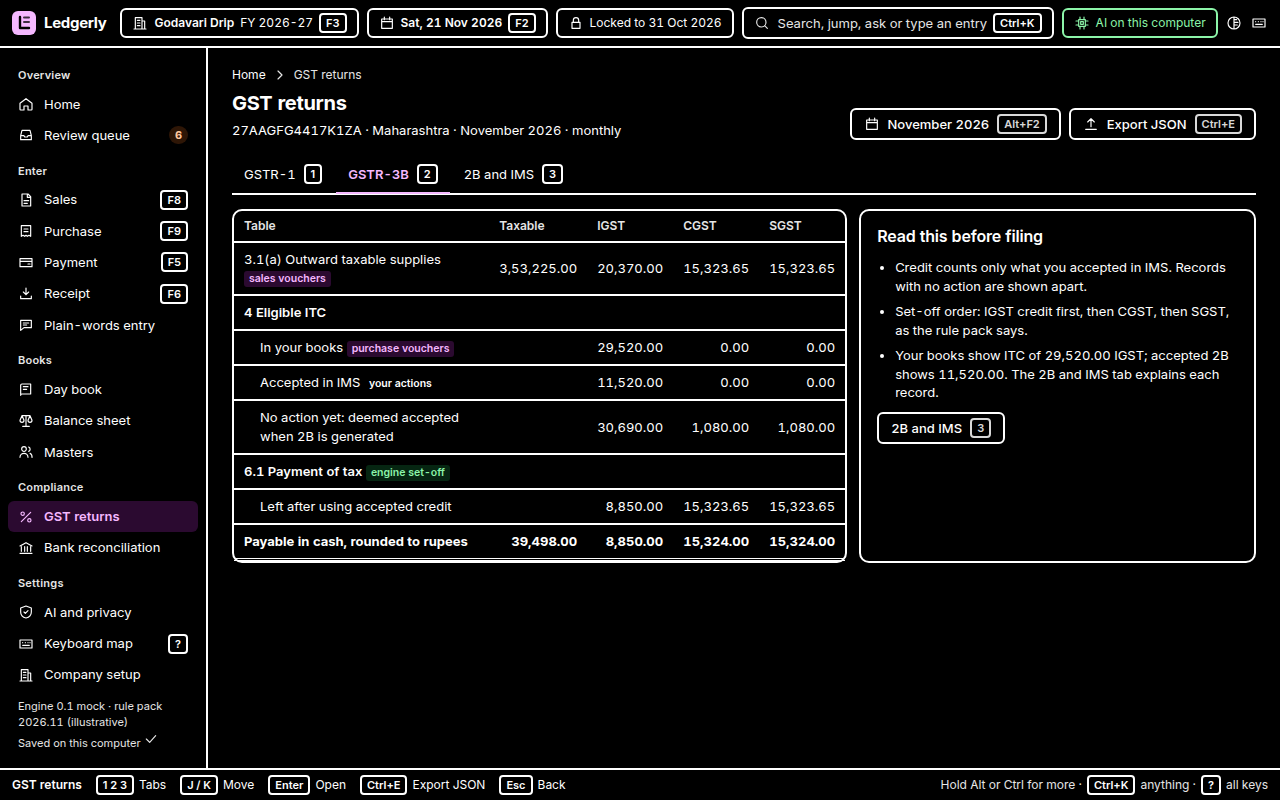 Ledgerly
Godavari Drip FY 2026-27 F3
Sat, 21 Nov 2026 F2
Locked to 31 Oct 2026
Search, jump, ask or type an entry Ctrl+K
AI on this computer
Overview
Home
Review queue 6
Enter
Sales F8
Purchase F9
Payment F5
Receipt F6
Plain-words entry
Books
Day book
Balance sheet
Masters
Compliance
GST returns
Bank reconciliation
Settings
AI and privacy
Keyboard map ?
Company setup
Engine 0.1 mock · rule pack
2026.11 (illustrative)
Saved on this computer
Home GST returns
GST returns
27AAGFG4417K1ZA · Maharashtra · November 2026 · monthly
November 2026 Alt+F2
Export JSON Ctrl+E
GSTR-1 1 GSTR-3B 2 2B and IMS 3
Table Taxable IGST CGST SGST
3.1(a) Outward taxable supplies
sales vouchers
3,53,225.00 20,370.00 15,323.65 15,323.65
4 Eligible ITC
In your books purchase vouchers 29,520.00 0.00 0.00
Accepted in IMS your actions 11,520.00 0.00 0.00
No action yet: deemed accepted
when 2B is generated
30,690.00 1,080.00 1,080.00
6.1 Payment of tax engine set-off
Left after using accepted credit 8,850.00 15,323.65 15,323.65
Payable in cash, rounded to rupees 39,498.00 8,850.00 15,324.00 15,324.00
Read this before filing
• Credit counts only what you accepted in IMS. Records
with no action are shown apart.
• Set-off order: IGST credit first, then CGST, then SGST,
as the rule pack says.
• Your books show ITC of 29,520.00 IGST; accepted 2B
shows 11,520.00. The 2B and IMS tab explains each
record.
2B and IMS 3
GST returns 1 2 3 Tabs J / K Move Enter Open Ctrl+E Export JSON Esc Back
Hold Alt or Ctrl for more · Ctrl+K anything · ? all keys